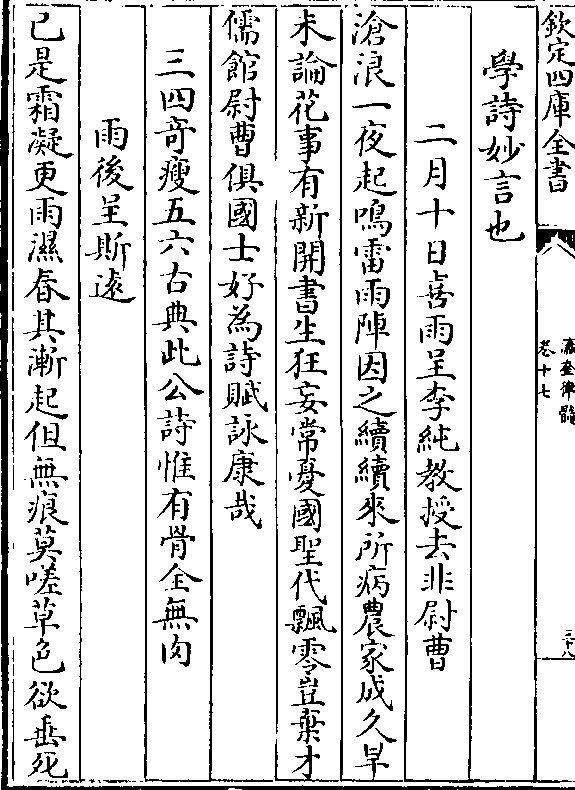 欽定四庫全書
瀛奎律髓
卷十七
三十八
學詩妙言也
二月十日喜雨呈李純教授去非尉曹
滄浪一夜起鳴雷雨陣因之續續來所病農家成久旱
未論花事有新開書生狂妄常憂國聖代飄零豈棄才
儒館尉曹俱國士好為詩賦詠康哉
三四竒瘦五六古典此公詩惟有骨全無肉
雨後呈斯遠
已是霜凝更雨濕春其漸起但無痕莫嗟草色欲垂死